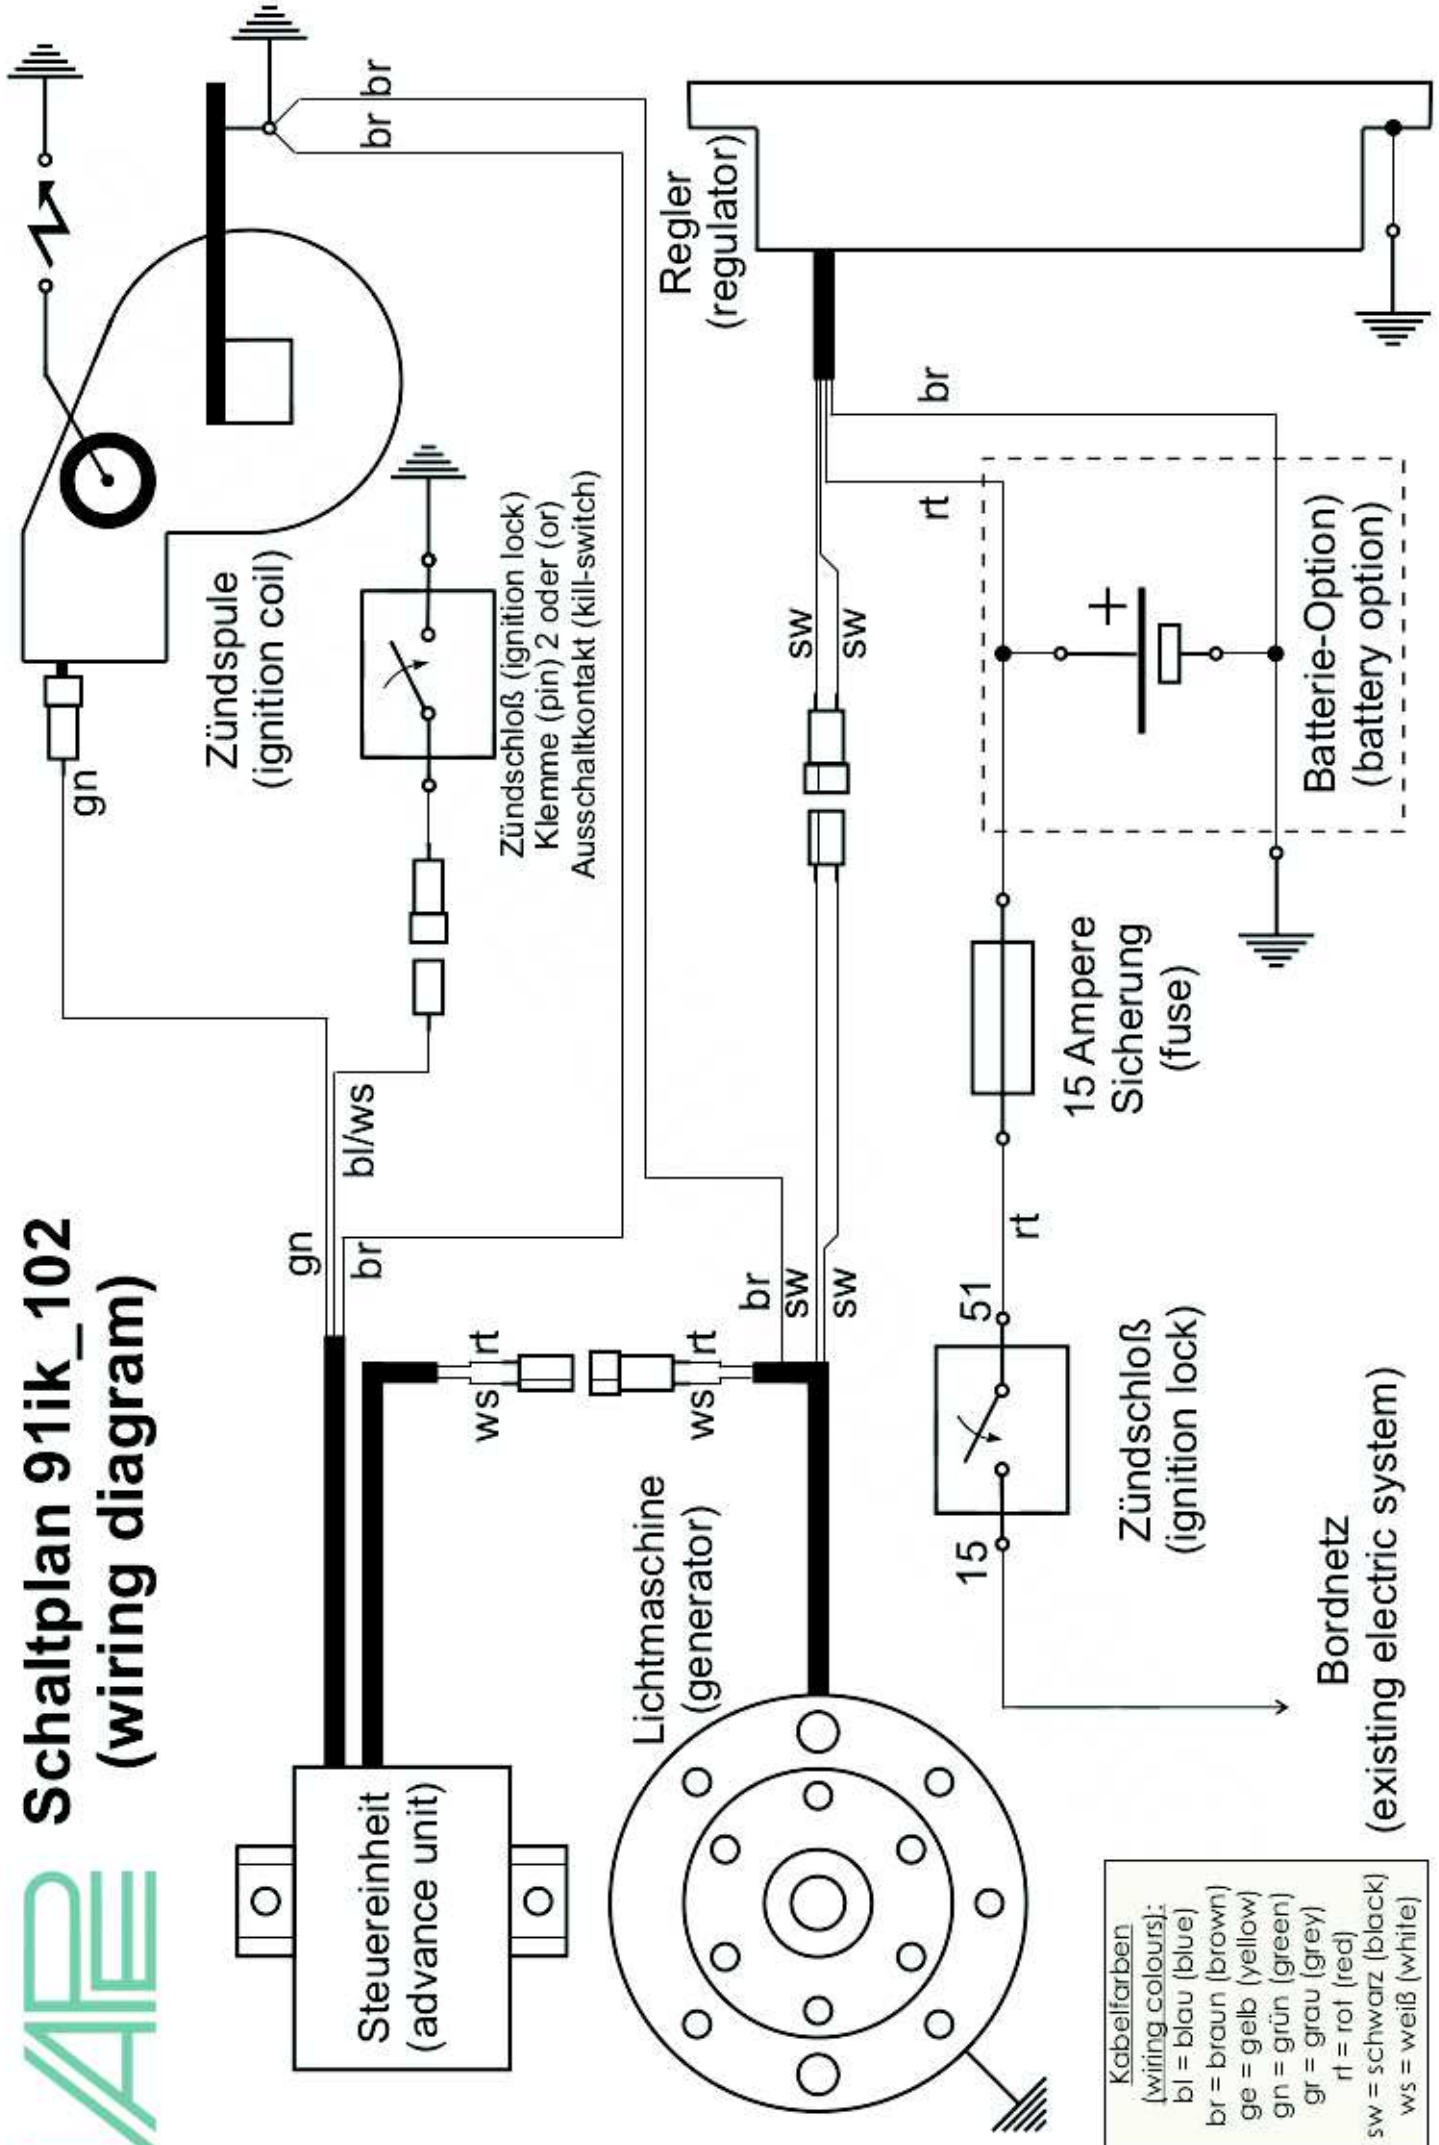 APE
Schaltplan 91ik_102
(wiring diagram)
Steuereinheit
(advance unit)
gn
bl/ws
br
gn
Zündspule
(ignition coil)
br
br
Zündschloß (ignition lock)
Klemme (pin) 2 oder (or)
Ausschaltkontakt (kill-switch)
ws
rt
ws
rt
Lichtmaschine
(generator)
br
sw
sw
sw
sw
Regler
(regulator)
br
rt
15
51
rt
Zündschloß
(ignition lock)
15 Ampere
Sicherung
(fuse)
+
Batterie-Option)
(battery option)
Bordnetz
(existing electric system)
Kabelfarben
(wiring colours):
bl = blau (blue)
br = braun (brown)
ge = gelb (yellow)
gn = grün (green)
gr = grau (grey)
rt = rot (red)
sw = schwarz (black)
ws = weiß (white)